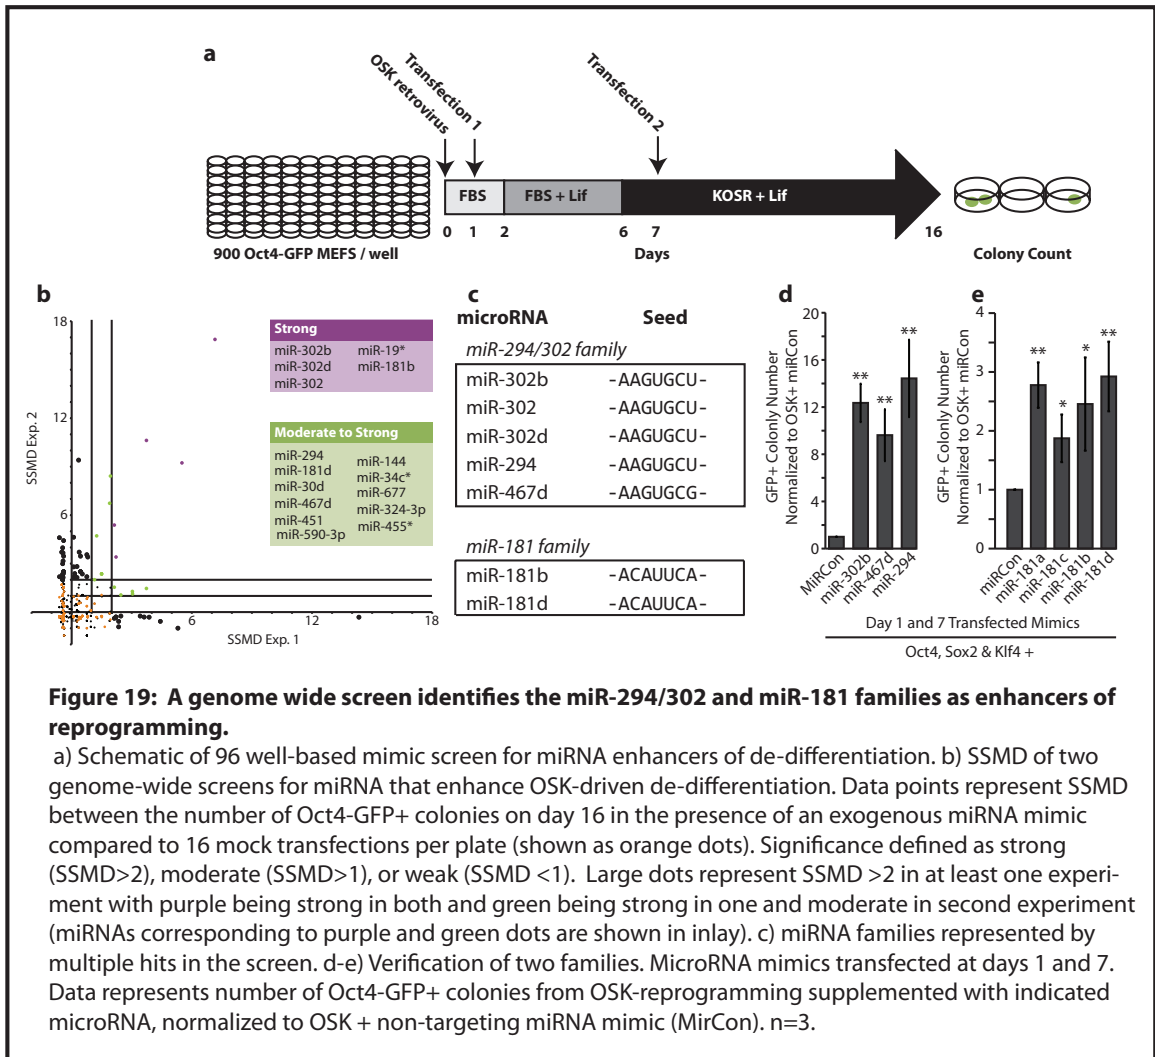 a
OSK retrovirus
Transfection 1
Transfection 2
FBS
FBS + Lif
KOSR + Lif
0 1 2 6 7 16
900 Oct4-GFP MEFS / well
Days
Colony Count
b
18
12
6
SSMD Exp. 2
6 12 18
SSMD Exp. 1
Strong
miR-302b miR-19*
miR-302d miR-181b
miR-302
Moderate to Strong
miR-294
miR-181d
miR-30d
miR-467d
miR-451
miR-590-3p
miR-144
miR-34c*
miR-677
miR-324-3p
miR-455*
c
microRNA Seed
miR-294/302 family
miR-302b -AAGUGCU-
miR-302 -AAGUGCU-
miR-302d -AAGUGCU-
miR-294 -AAGUGCU-
miR-467d -AAGUGCG-
miR-181 family
miR-181b -ACAUUCA-
miR-181d -ACAUUCA-
d
GFP+ Colony Number
Normalized to OSK+ miRCon
20
16
12
8
4
0
** ** **
MiRCon
miR-302b
miR-467d
miR-294
e
GFP+ Colony Number
Normalized to OSK+ miRCon
4
3
2
1
0
** * * **
miRCon
miR-181a
miR-181c
miR-181b
miR-181d
Day 1 and 7 Transfected Mimics
Oct4, Sox2 & Klf4 +
Figure 19: A genome wide screen identifies the miR-294/302 and miR-181 families as enhancers of
reprogramming.
a) Schematic of 96 well-based mimic screen for miRNA enhancers of de-differentiation. b) SSMD of two
genome-wide screens for miRNA that enhance OSK-driven de-differentiation. Data points represent SSMD
between the number of Oct4-GFP+ colonies on day 16 in the presence of an exogenous miRNA mimic
compared to 16 mock transfections per plate (shown as orange dots). Significance defined as strong
(SSMD>2), moderate (SSMD>1), or weak (SSMD <1). Large dots represent SSMD >2 in at least one experi-
ment with purple being strong in both and green being strong in one and moderate in second experiment
(miRNAs corresponding to purple and green dots are shown in inlay). c) miRNA families represented by
multiple hits in the screen. d-e) Verification of two families. MicroRNA mimics transfected at days 1 and 7.
Data represents number of Oct4-GFP+ colonies from OSK-reprogramming supplemented with indicated
microRNA, normalized to OSK + non-targeting miRNA mimic (MirCon). n=3.